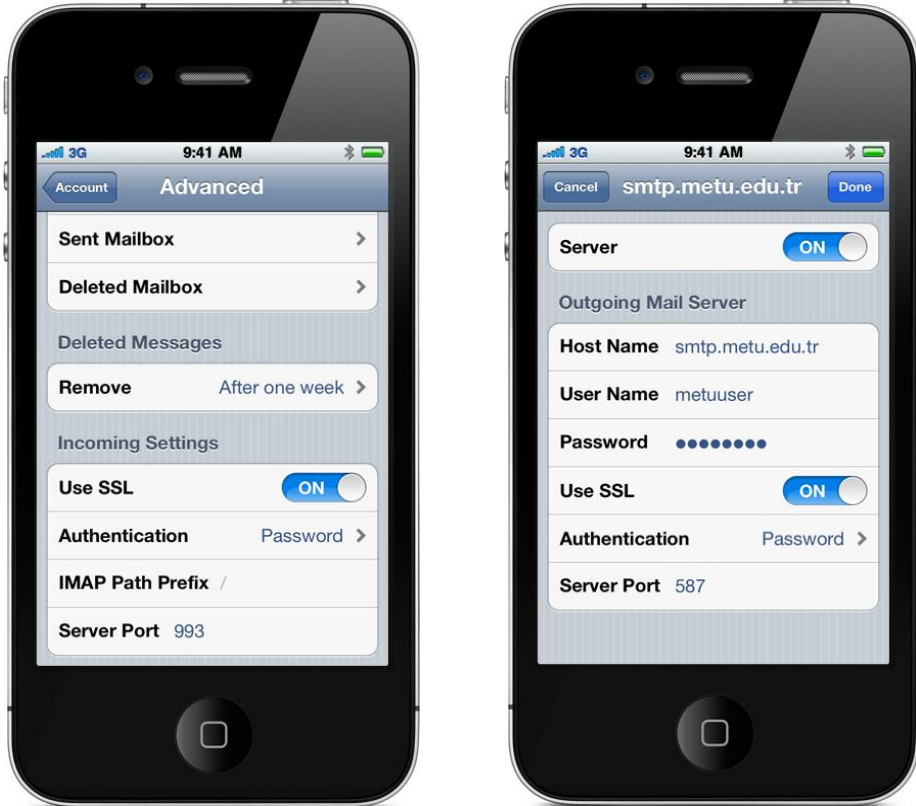 3G 9:41 AM
Account Advanced
Sent Mailbox
Deleted Mailbox
Deleted Messages
Remove After one week
Incoming Settings
Use SSL ON
Authentication Password
IMAP Path Prefix /
Server Port 993
3G 9:41 AM
Cancel smtp.metu.edu.tr Done
Server ON
Outgoing Mail Server
Host Name smtp.metu.edu.tr
User Name metuuser
Password ●●●●●●●●
Use SSL ON
Authentication Password
Server Port 587